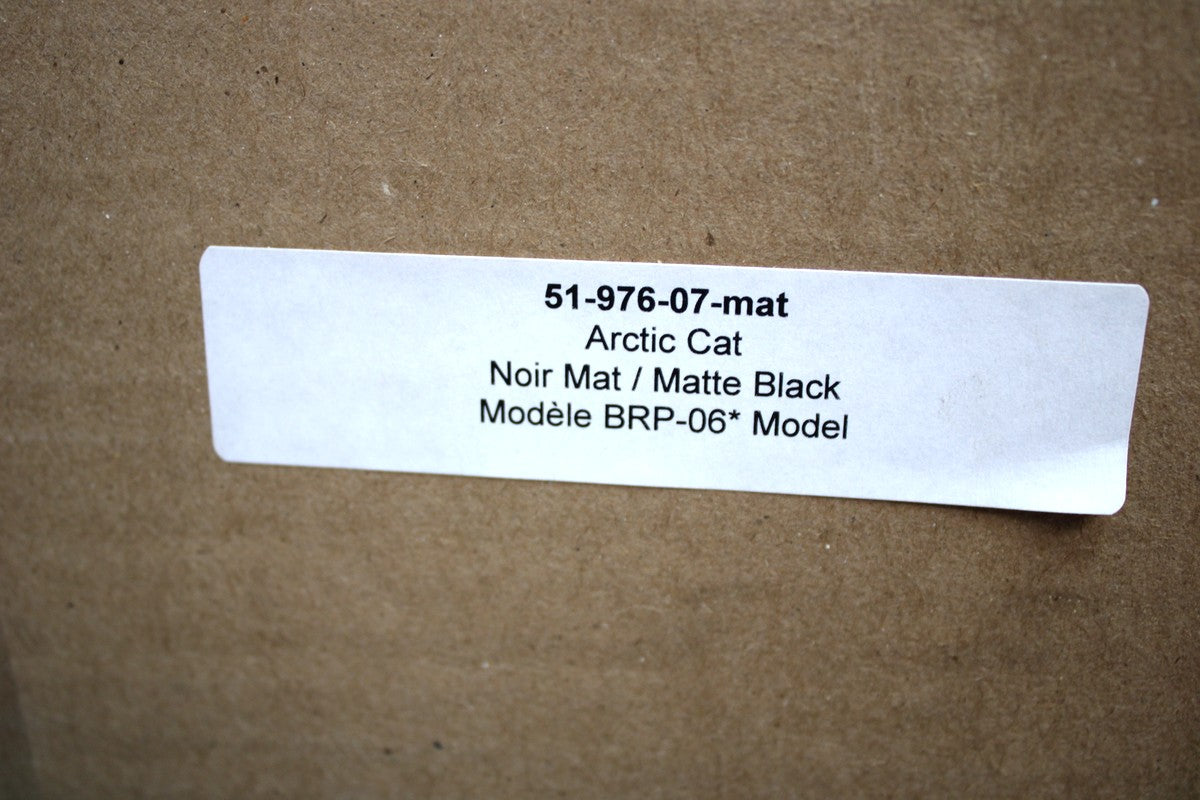 51-976-07-mat
Arctic Cat
Noir Mat / Matte Black
Modèle BRP-06* Model